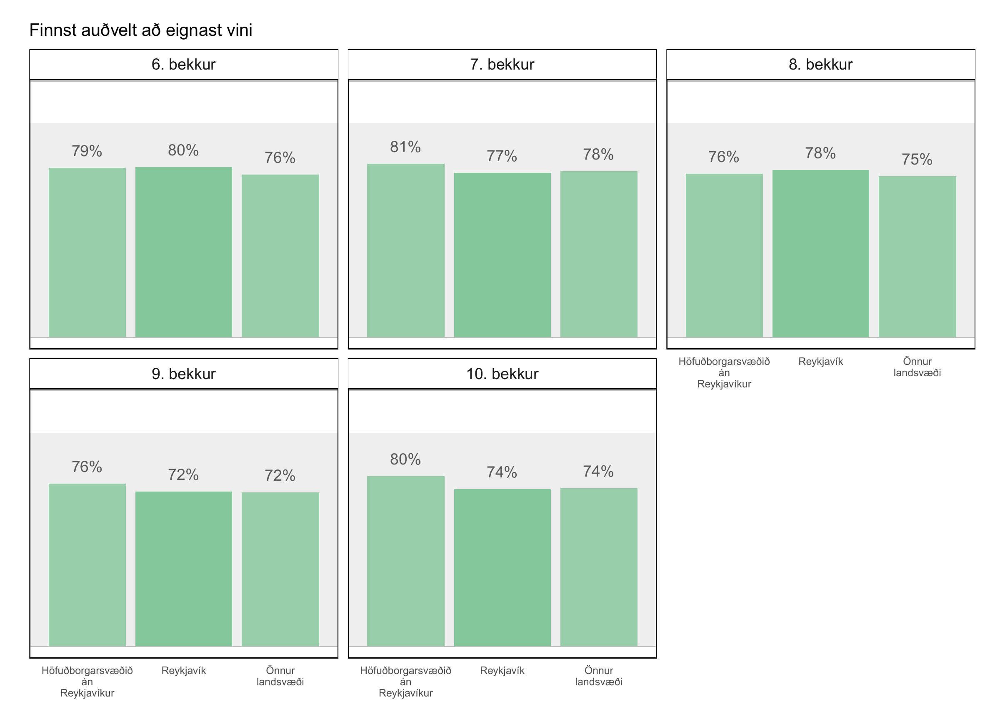 Finnst auðvelt að eignast vini
6. bekkur
79%
80%
76%
7. bekkur
81%
77%
78%
8. bekkur
76%
78%
75%
Höfuðborgarsvæðið
án
Reykjavíkur
Reykjavík
Önnur
landsvæði
9. bekkur
76%
72%
72%
Höfuðborgarsvæðið
án
Reykjavíkur
Reykjavík
Önnur
landsvæði
10. bekkur
80%
74%
74%
Höfuðborgarsvæðið
án
Reykjavíkur
Reykjavík
Önnur
landsvæði